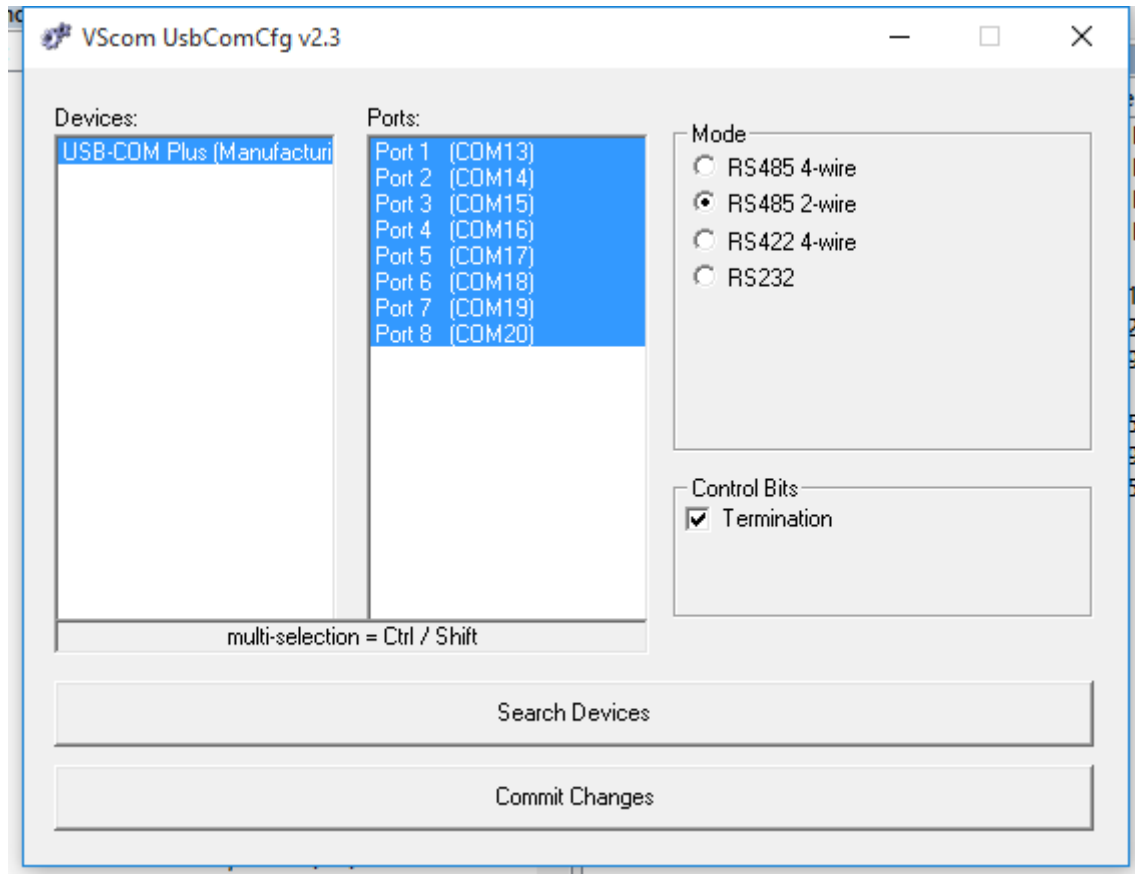 VScom UsbComCfg v2.3
Devices:
USB-COM Plus (Manufacturi
Ports:
Port 1 (COM13)
Port 2 (COM14)
Port 3 (COM15)
Port 4 (COM16)
Port 5 (COM17)
Port 6 (COM18)
Port 7 (COM19)
Port 8 (COM20)
multi-selection = Ctrl / Shift
Mode
RS485 4-wire
RS485 2-wire
RS422 4-wire
RS232
Control Bits
Termination
Search Devices
Commit Changes